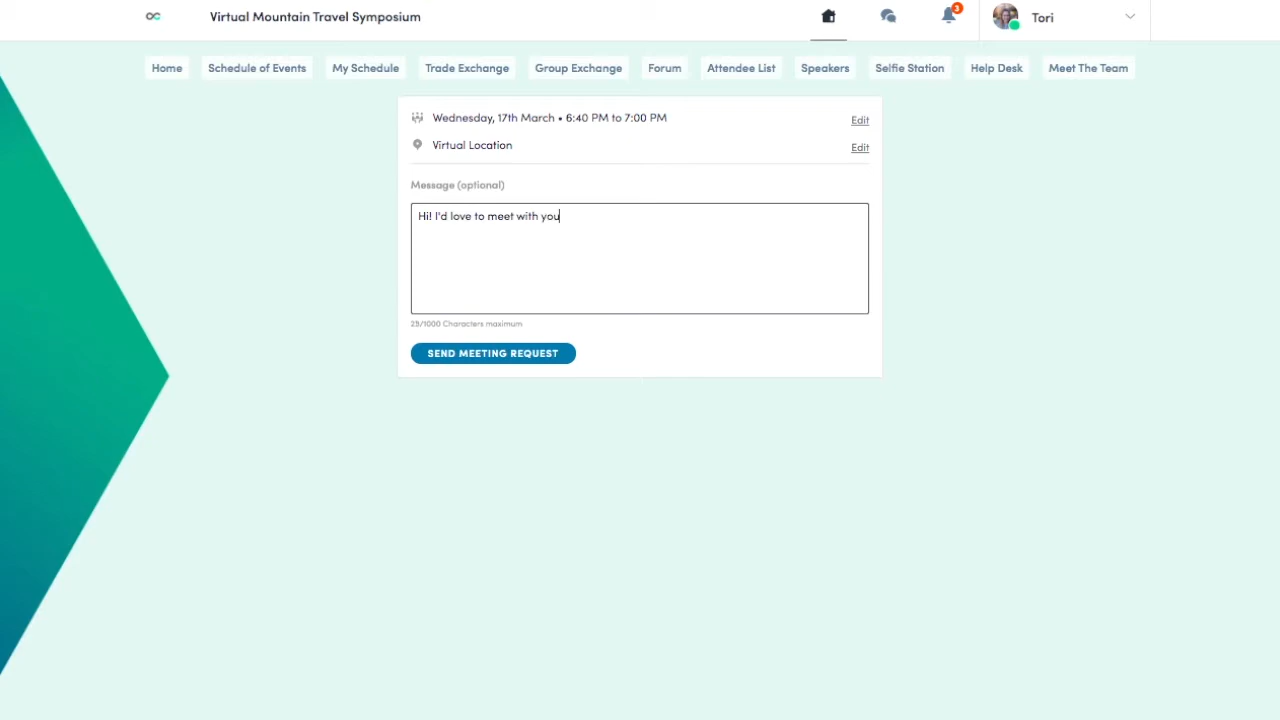 Virtual Mountain Travel Symposium
3
Tori
Home Schedule of Events My Schedule Trade Exchange Group Exchange Forum Attendee List Speakers Selfie Station Help Desk Meet The Team
Wednesday, 17th March • 6:40 PM to 7:00 PM
Edit
Virtual Location
Edit
Message (optional)
Hi! I'd love to meet with you
23/1000 Characters maximum
SEND MEETING REQUEST